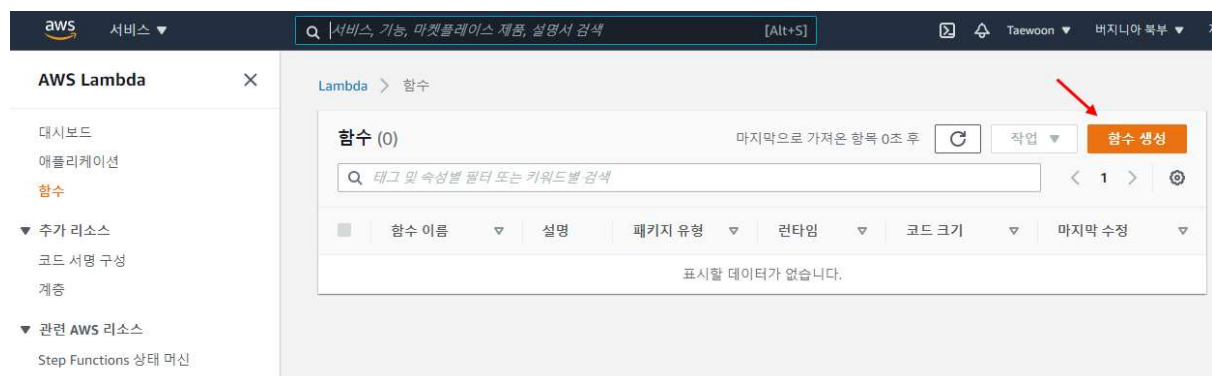 aws 서비스 ▼ 서비스, 기능, 마켓플레이스 제품, 설명서 검색 [Alt+S] Taewoon ▼ 버지니아 북부 ▼
AWS Lambda
대시보드
애플리케이션
함수
▼ 추가 리소스
코드 서명 구성
계층
▼ 관련 AWS 리소스
Step Functions 상태 머신
Lambda > 함수
함수 (0) 마지막으로 가져온 항목 0초 후 작업 ▼ 함수 생성
태그 및 속성별 필터 또는 키워드별 검색 < 1 >
함수 이름 설명 패키지 유형 런타임 코드 크기 마지막 수정
표시할 데이터가 없습니다.